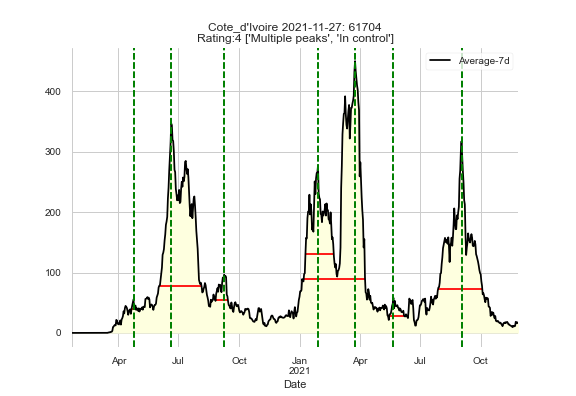 Cote_d'Ivoire 2021-11-27: 61704
Rating:4 ['Multiple peaks', 'In control']
Average-7d
400
300
200
100
0
Apr Jul Oct Jan Apr Jul Oct
2021
Date